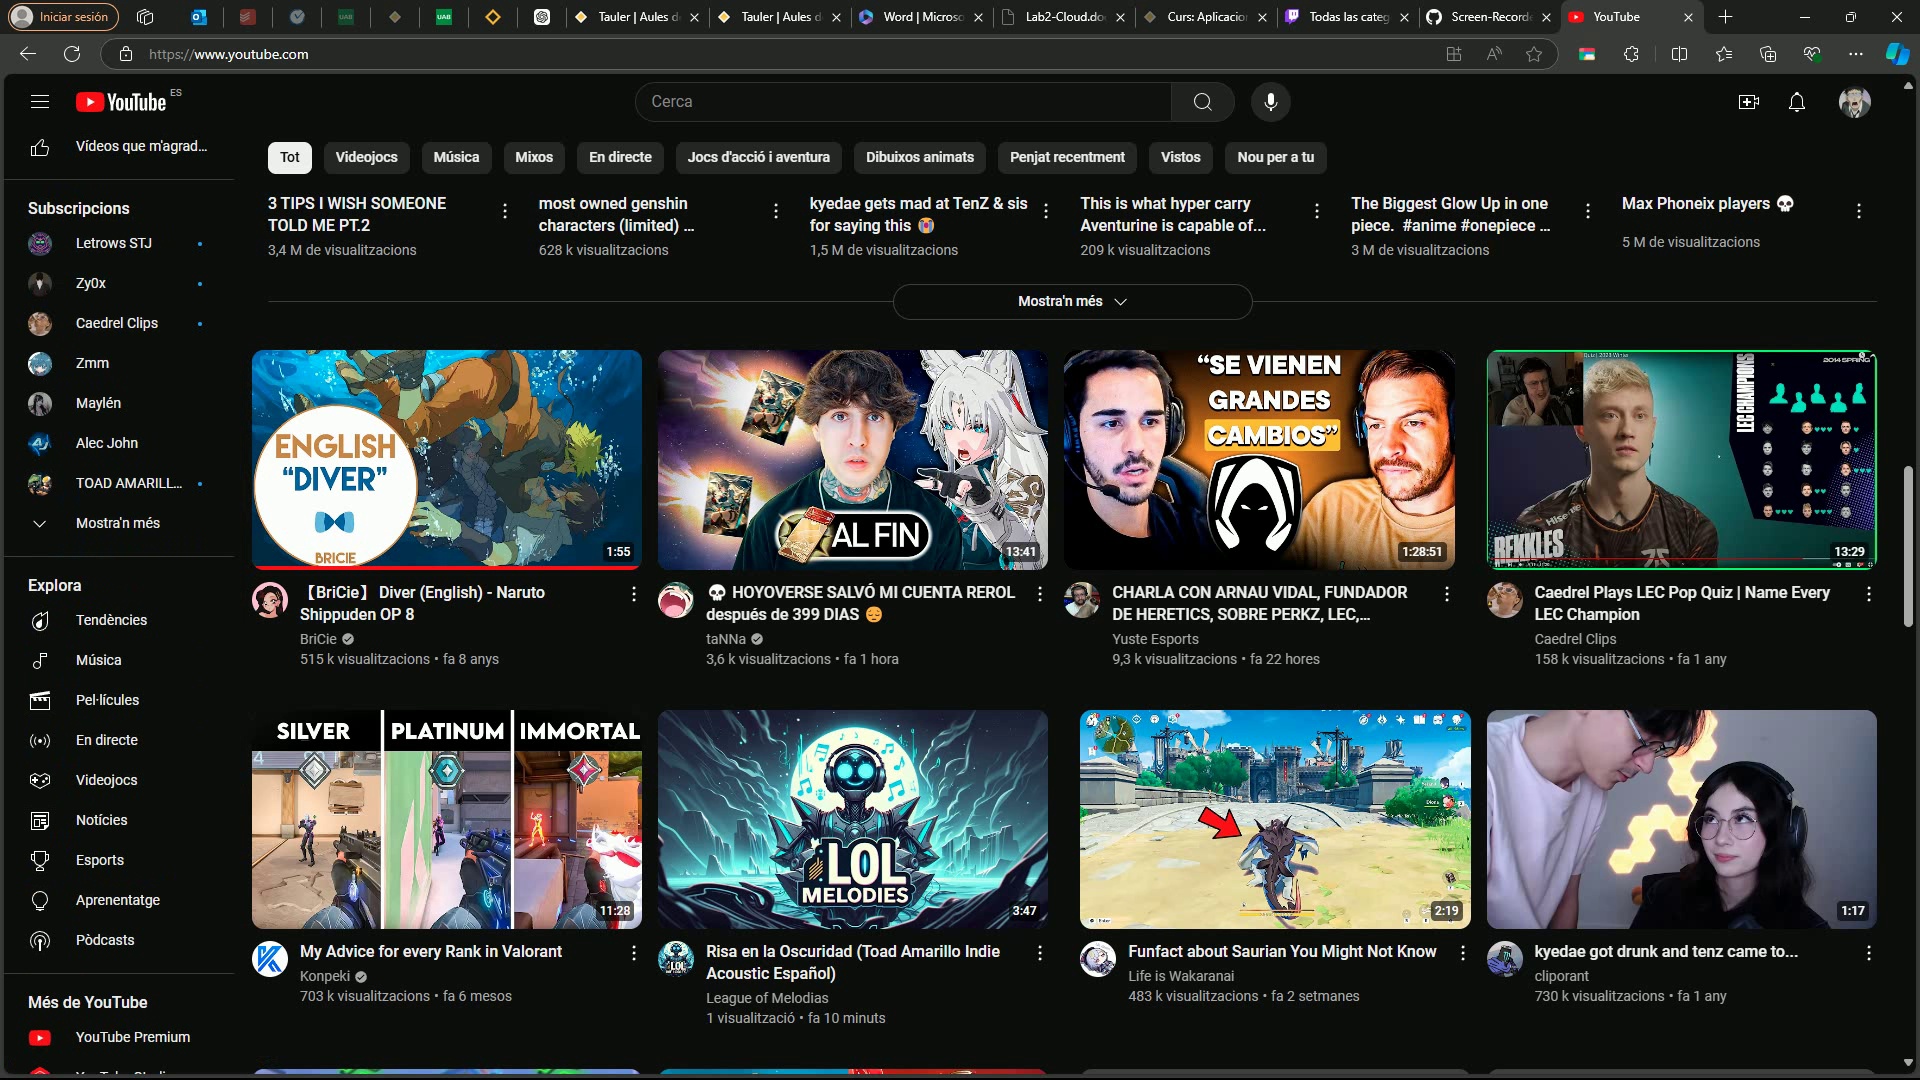 Iniciar sesión
Tauler | Aules d
Tauler | Aules d
Word | Microso
Lab2-Cloud.do
Curs: Aplicacion
Todas las categ
Screen-Recorde
YouTube
https://www.youtube.com
YouTube ES
Cerca
Vídeos que m'agrad...
Tot
Videojocs
Música
Mixos
En directe
Jocs d'acció i aventura
Dibuixos animats
Penjat recentment
Vistos
Nou per a tu
Subscripcions
Letrows STJ
Zy0x
Caedrel Clips
Zmm
Maylén
Alec John
TOAD AMARILL...
Mostra'n més
Explora
Tendències
Música
Pel·lícules
En directe
Videojocs
Notícies
Esports
Aprenentatge
Pòdcasts
Més de YouTube
YouTube Premium
3 TIPS I WISH SOMEONE
TOLD ME PT.2
3,4 M de visualitzacions
most owned genshin
characters (limited) ...
628 k visualitzacions
kyedae gets mad at TenZ & sis
for saying this 😭
1,5 M de visualitzacions
This is what hyper carry
Aventurine is capable of...
209 k visualitzacions
The Biggest Glow Up in one
piece. #anime #onepiece ...
3 M de visualitzacions
Max Phoneix players 💀
5 M de visualitzacions
Mostra'n més
ENGLISH
"DIVER"
BRICIE
1:55
【BriCie】 Diver (English) - Naruto
Shippuden OP 8
BriCie
515 k visualitzacions • fa 8 anys
AL FIN
13:41
💀 HOYOVERSE SALVÓ MI CUENTA REROL
después de 399 DIAS 😔
taNNa
3,6 k visualitzacions • fa 1 hora
"SE VIENEN
GRANDES
CAMBIOS"
1:28:51
CHARLA CON ARNAU VIDAL, FUNDADOR
DE HERETICS, SOBRE PERKZ, LEC,...
Yuste Esports
9,3 k visualitzacions • fa 22 hores
2014 SPRING
LEC CHAMPIONS
REKKLES
13:29
Caedrel Plays LEC Pop Quiz | Name Every
LEC Champion
Caedrel Clips
158 k visualitzacions • fa 1 any
SILVER
PLATINUM
IMMORTAL
11:28
My Advice for every Rank in Valorant
Konpeki
703 k visualitzacions • fa 6 mesos
LOL
MELODIES
3:47
Risa en la Oscuridad (Toad Amarillo Indie
Acoustic Español)
League of Melodias
1 visualització • fa 10 minuts
2:19
Funfact about Saurian You Might Not Know
Life is Wakaranai
483 k visualitzacions • fa 2 setmanes
1:17
kyedae got drunk and tenz came to...
cliporant
730 k visualitzacions • fa 1 any